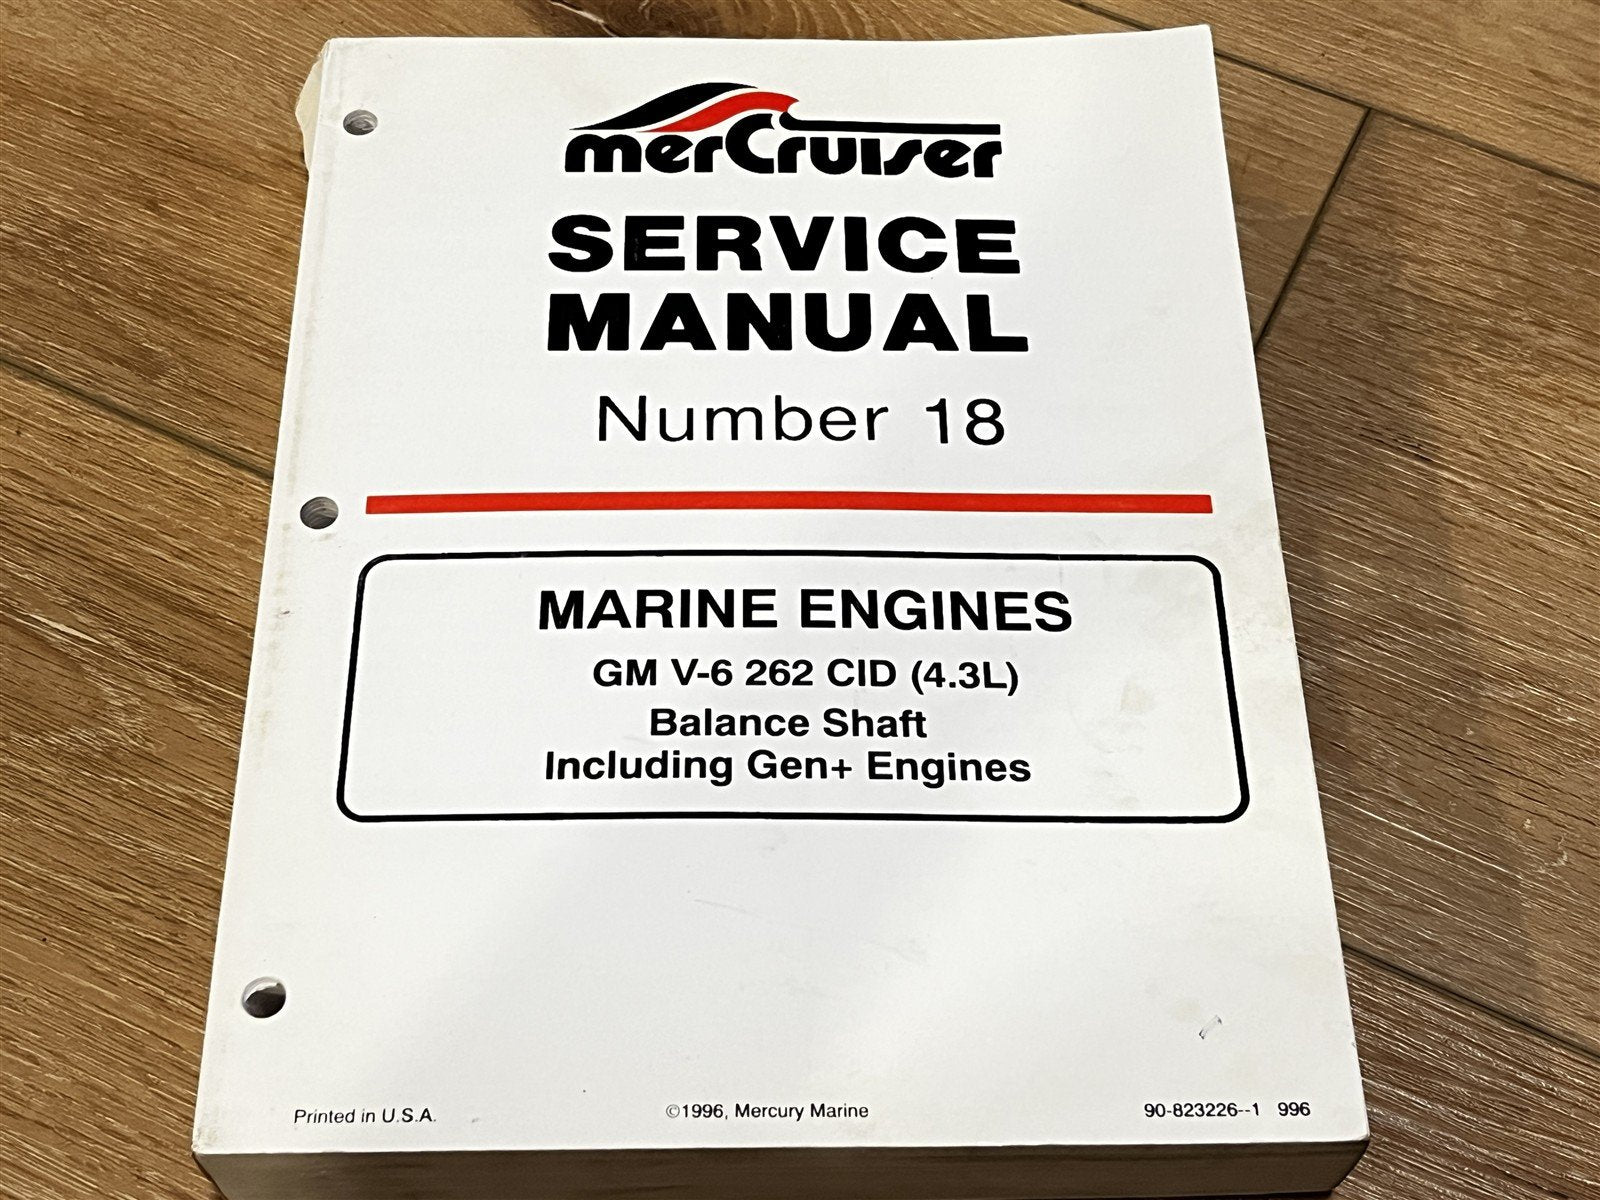 merCruiser
SERVICE
MANUAL
Number 18
MARINE ENGINES
GM V-6 262 CID (4.3L)
Balance Shaft
Including Gen+ Engines
Printed in U.S.A.
©1996, Mercury Marine
90-823226--1 996